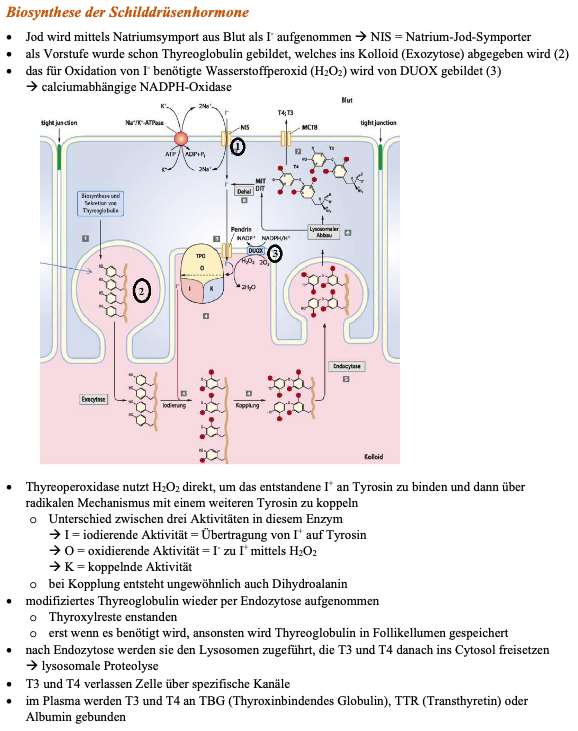 Biosynthese der Schilddrüsenhormone
• Jod wird mittels Natriumsymport aus Blut als I⁻ aufgenommen → NIS = Natrium-Jod-Symporter
• als Vorstufe wurde schon Thyreoglobulin gebildet, welches ins Kolloid (Exozytose) abgegeben wird (2)
• das für Oxidation von I⁻ benötigte Wasserstoffperoxid (H₂O₂) wird von DUOX gebildet (3)
→ calciumabhängige NADPH-Oxidase
Blut
K⁺
2Na⁺
I⁻
T4; T3
tight junction
Na⁺/K⁺-ATPase
NIS
MCT8
tight junction
1
ATP
ADP+Pᵢ
K⁺
2Na⁺
I⁻
7
T4
T3
MIT
DIT
Dehal
8
Biosynthese und
Sekretion von
Thyreoglobulin
Pendrin
NADP⁺
NADPH/H⁺
Lysosomaler
Abbau
6
1
3
DUOX
3
TPO
O
I
K
H₂O₂
2O₂
2H₂O
2
4
Endocytose
5
Exocytose
4
Iodierung
4
Kopplung
Kolloid
• Thyreoperoxidase nutzt H₂O₂ direkt, um das entstandene I⁺ an Tyrosin zu binden und dann über
radikalen Mechanismus mit einem weiteren Tyrosin zu koppeln
o Unterschied zwischen drei Aktivitäten in diesem Enzym
→ I = iodierende Aktivität = Übertragung von I⁺ auf Tyrosin
→ O = oxidierende Aktivität = I⁻ zu I⁺ mittels H₂O₂
→ K = koppelnde Aktivität
o bei Kopplung entsteht ungewöhnlich auch Dihydroalanin
• modifiziertes Thyreoglobulin wieder per Endozytose aufgenommen
o Thyroxylreste enstanden
o erst wenn es benötigt wird, ansonsten wird Thyreoglobulin in Follikellumen gespeichert
• nach Endozytose werden sie den Lysosomen zugeführt, die T3 und T4 danach ins Cytosol freisetzen
→ lysosomale Proteolyse
• T3 und T4 verlassen Zelle über spezifische Kanäle
• im Plasma werden T3 und T4 an TBG (Thyroxinbindendes Globulin), TTR (Transthyretin) oder
Albumin gebunden